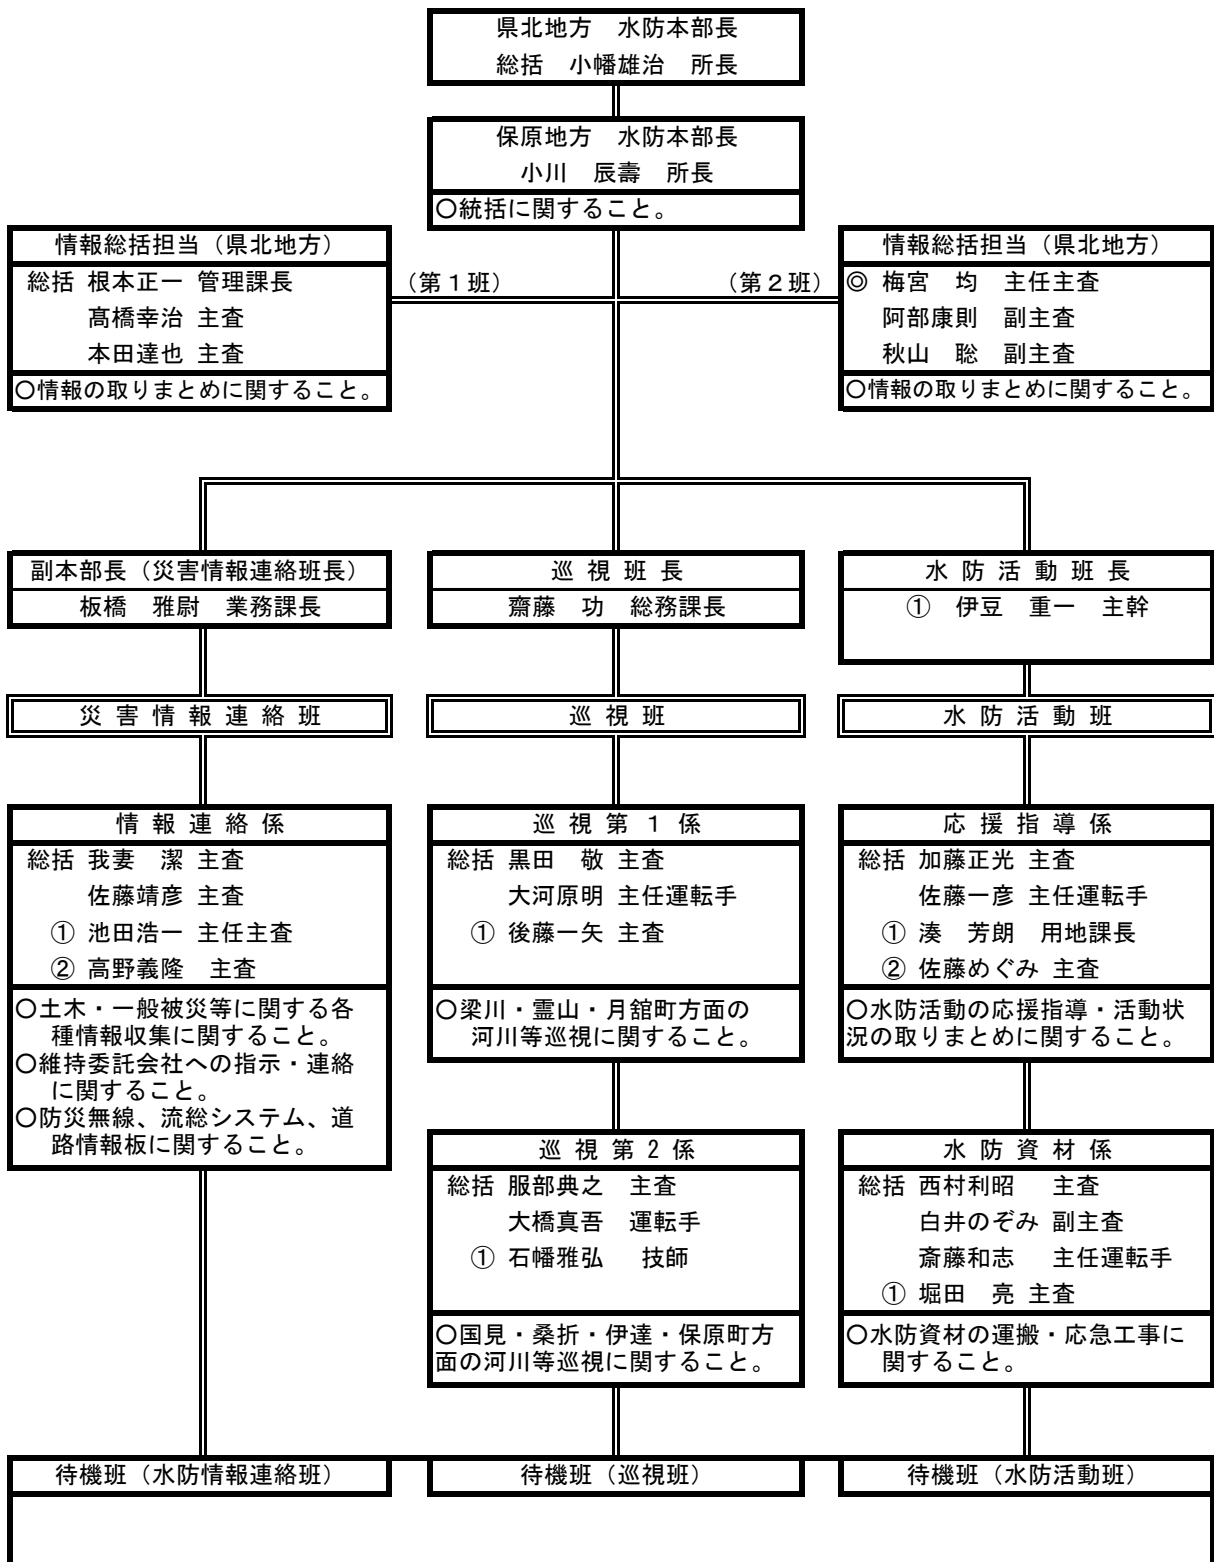 県北地方　水防本部長
総括　小幡雄治　所長
保原地方　水防本部長
小川　辰壽　所長
〇統括に関すること。
情報総括担当（県北地方）
総括 根本正一 管理課長
髙橋幸治 主査
本田達也 主査
〇情報の取りまとめに関すること。
（第１班）
（第２班）
情報総括担当（県北地方）
◎ 梅宮　均　主任主査
阿部康則　副主査
秋山　聡　副主査
〇情報の取りまとめに関すること。
副本部長（災害情報連絡班長）
板橋　雅尉　業務課長
巡 視 班 長
齋藤　功　総務課長
水 防 活 動 班 長
①　伊豆　重一　主幹
災 害 情 報 連 絡 班
巡 視 班
水 防 活 動 班
情 報 連 絡 係
総括 我妻　潔 主査
佐藤靖彦 主査
① 池田浩一 主任主査
② 高野義隆　主査
〇土木・一般被災等に関する各
種情報収集に関すること。
〇維持委託会社への指示・連絡
に関すること。
〇防災無線、流総システム、道
路情報板に関すること。
巡 視 第 １ 係
総括 黒田　敬 主査
大河原明 主任運転手
① 後藤一矢 主査
〇梁川・霊山・月舘町方面の
河川等巡視に関すること。
応 援 指 導 係
総括 加藤正光 主査
佐藤一彦 主任運転手
① 湊　芳朗　用地課長
② 佐藤めぐみ 主査
〇水防活動の応援指導・活動状
況の取りまとめに関すること。
巡 視 第 2 係
総括 服部典之　主査
大橋真吾　運転手
① 石幡雅弘　 技師
〇国見・桑折・伊達・保原町方
面の河川等巡視に関すること。
水 防 資 材 係
総括 西村利昭　 主査
白井のぞみ 副主査
斎藤和志　 主任運転手
① 堀田　亮 主査
〇水防資材の運搬・応急工事に
関すること。
待機班（水防情報連絡班）
待機班（巡視班）
待機班（水防活動班）